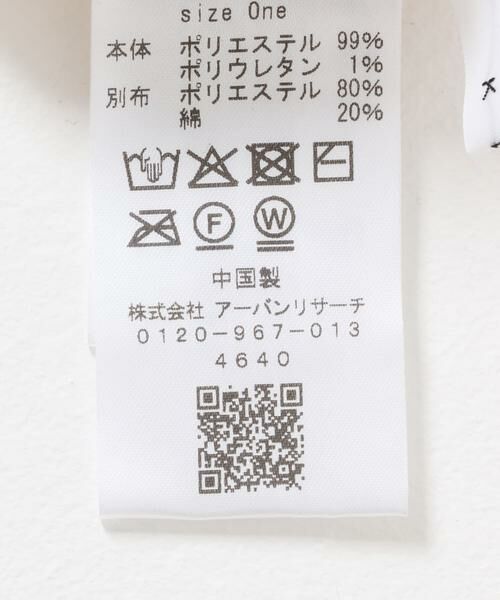 size One
本体 ポリエステル 99%
ポリウレタン 1%
別布 ポリエステル 80%
綿 20%
F W
中国製
株式会社 アーバンリサーチ
0120-967-013
4640